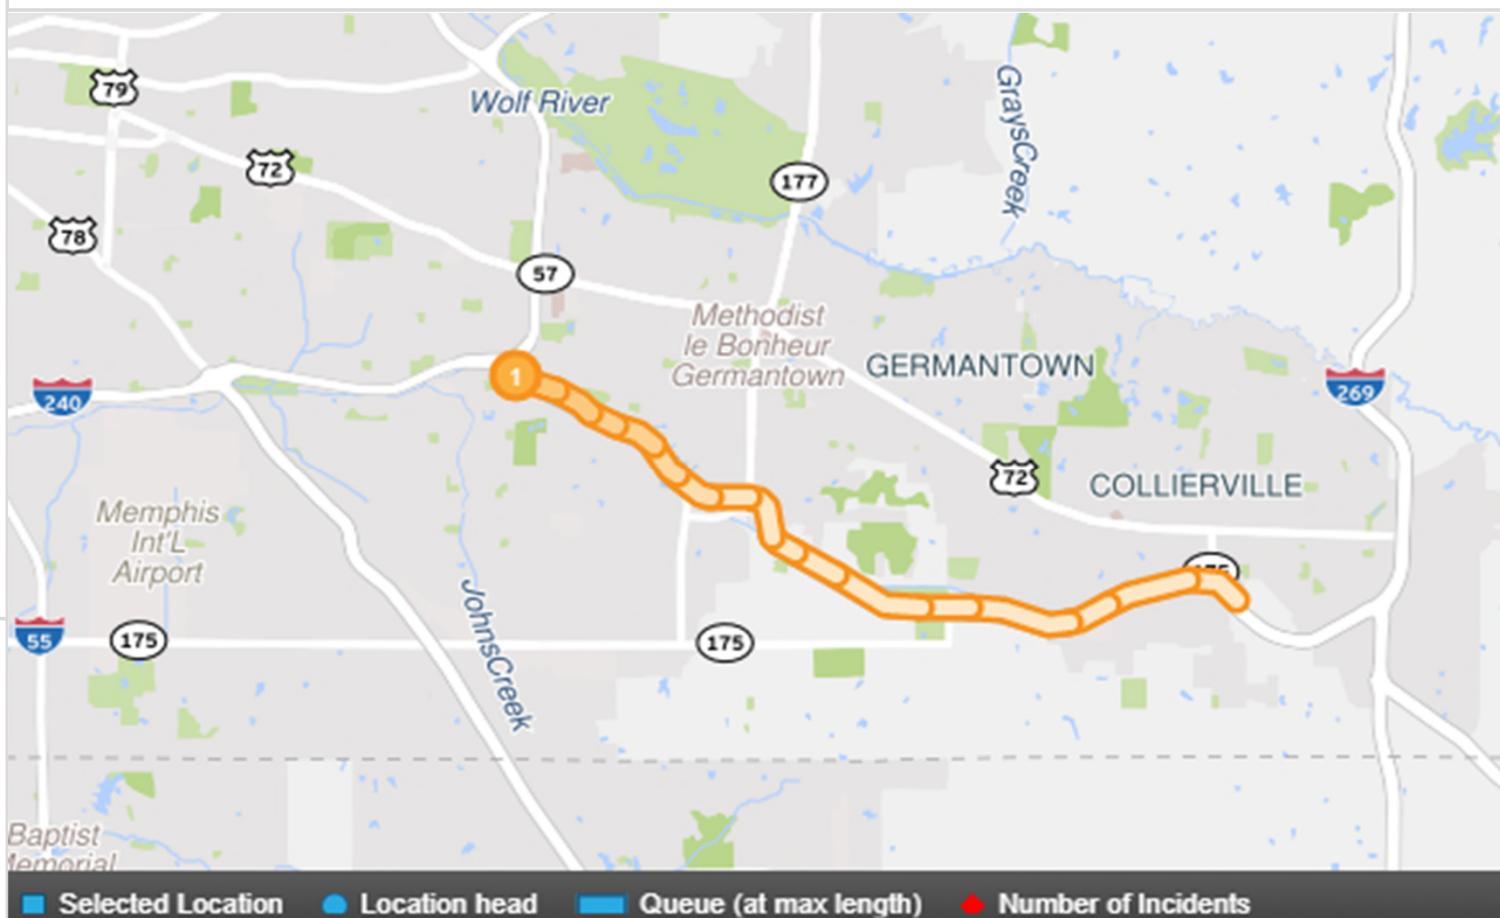 79
Wolf River
GraysCreek
72
177
78
57
Methodist
le Bonheur
Germantown
GERMANTOWN
1
240
269
72
COLLIERVILLE
Memphis
Int'L
Airport
175
JohnsCreek
55
175
175
Baptist
Memorial
Selected Location
Location head
Queue (at max length)
Number of Incidents